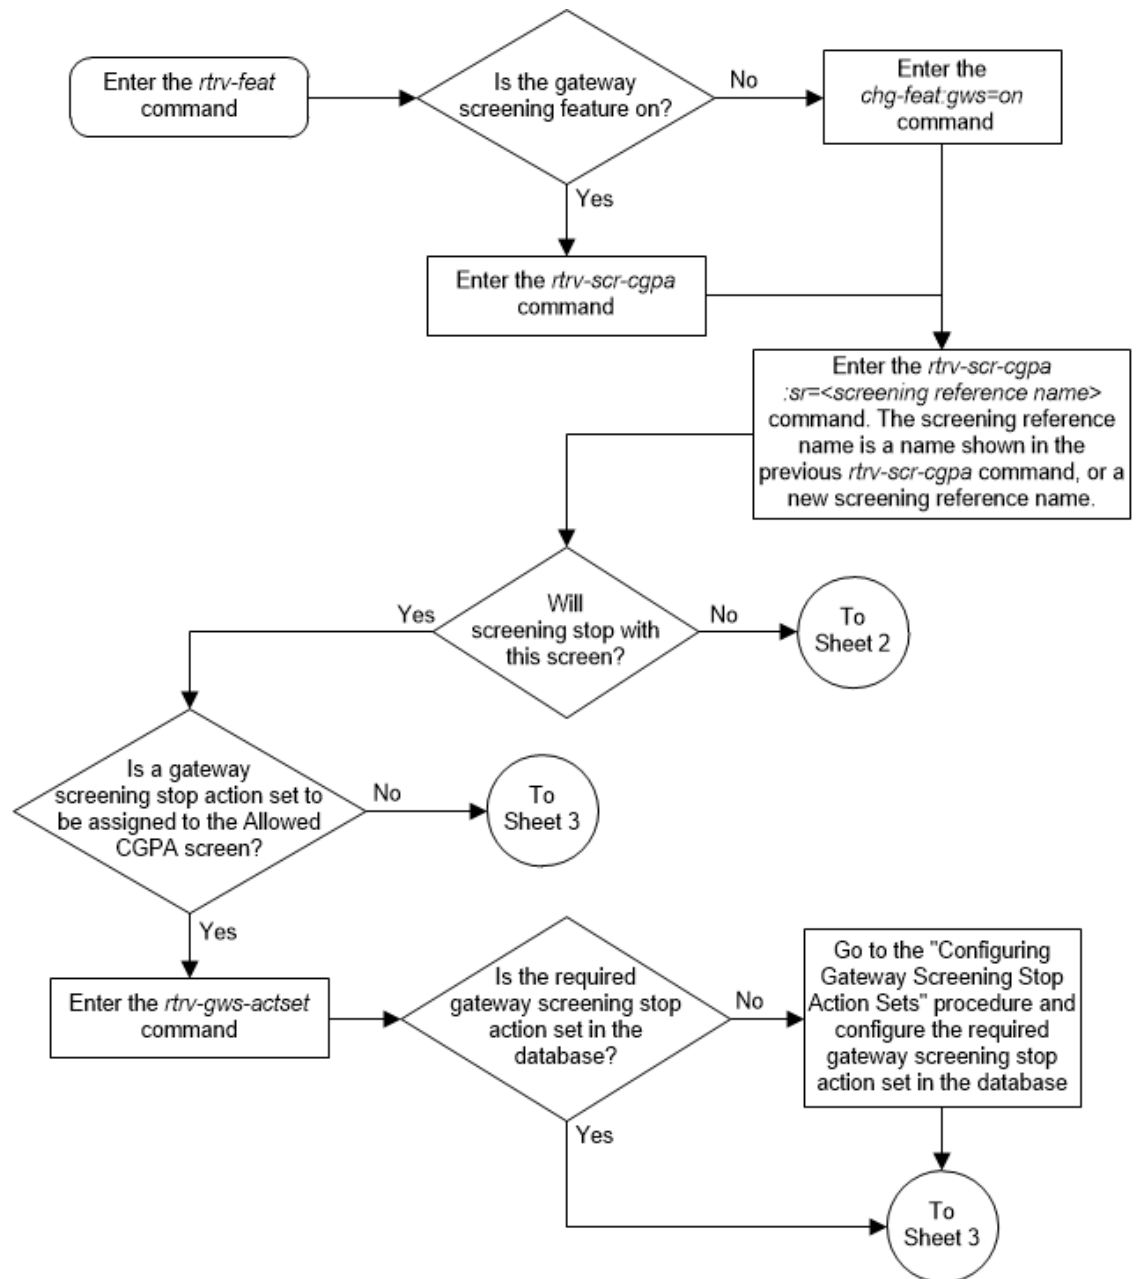 Enter the rtrv-feat
command
Is the gateway
screening feature on?
No
Enter the
chg-feat:gws=on
command
Yes
Enter the rtrv-scr-cgpa
command
Enter the rtrv-scr-cgpa
:sr=<screening reference name>
command. The screening reference
name is a name shown in the
previous rtrv-scr-cgpa command, or a
new screening reference name.
Will
screening stop with
this screen?
Yes
No
To
Sheet 2
Is a gateway
screening stop action set to
be assigned to the Allowed
CGPA screen?
No
To
Sheet 3
Yes
Enter the rtrv-gws-actset
command
Is the required
gateway screening stop
action set in the
database?
No
Go to the "Configuring
Gateway Screening Stop
Action Sets" procedure and
configure the required
gateway screening stop
action set in the database
Yes
To
Sheet 3